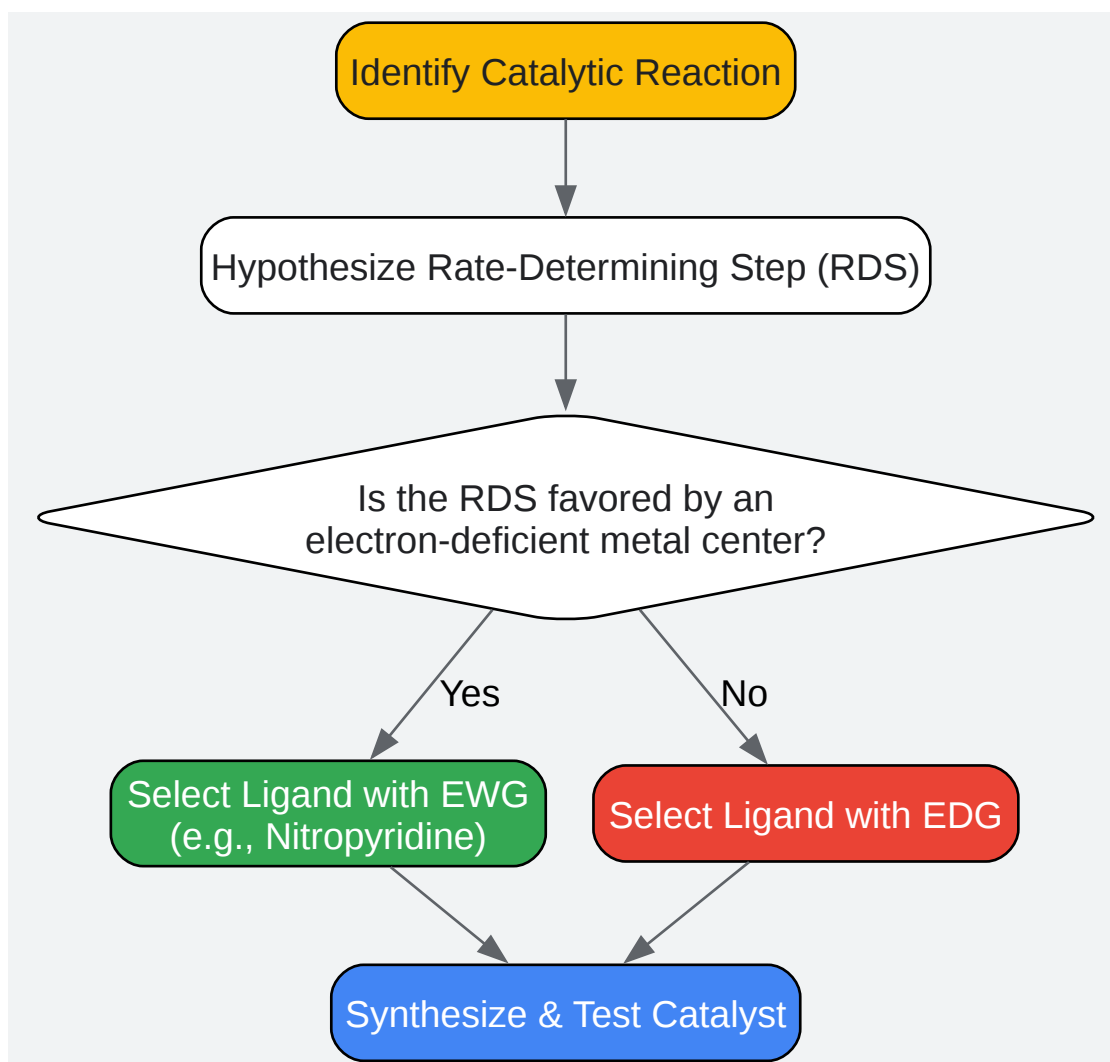 Identify Catalytic Reaction
Hypothesize Rate-Determining Step (RDS)
Is the RDS favored by an
electron-deficient metal center?
Yes
No
Select Ligand with EWG
(e.g., Nitropyridine)
Select Ligand with EDG
Synthesize & Test Catalyst